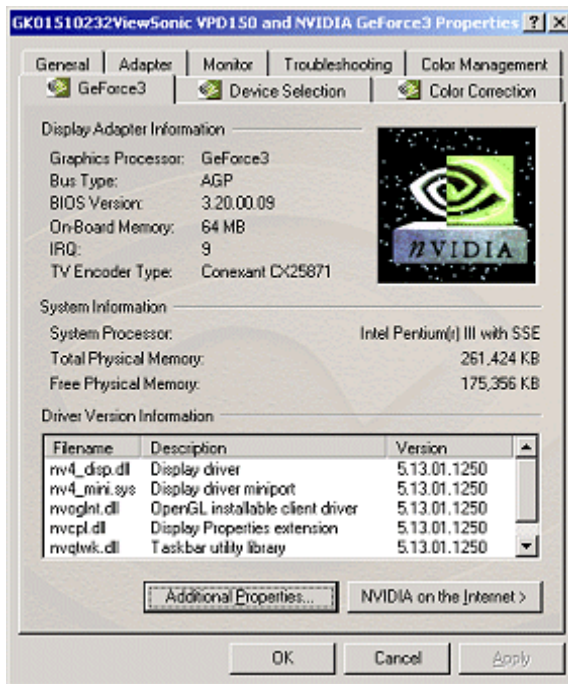 GK01510232ViewSonic VPD150 and NVIDIA GeForce3 Properties
General Adapter Monitor Troubleshooting Color Management
GeForce3 Device Selection Color Correction
Display Adapter Information
Graphics Processor: GeForce3
Bus Type: AGP
BIOS Version: 3.20.00.09
On-Board Memory: 64 MB
IRQ: 9
TV Encoder Type: Conexant CX25871
nVIDIA
System Information
System Processor: Intel Pentium(r) III with SSE
Total Physical Memory: 261,424 KB
Free Physical Memory: 175,356 KB
Driver Version Information
Filename Description Version
nv4_disp.dll Display driver 5.13.01.1250
nv4_mini.sys Display driver miniport 5.13.01.1250
nvoglnt.dll OpenGL installable client driver 5.13.01.1250
nvcpl.dll Display Properties extension 5.13.01.1250
nvqtwk.dll Taskbar utility library 5.13.01.1250
Additional Properties... NVIDIA on the Internet >
OK Cancel Apply